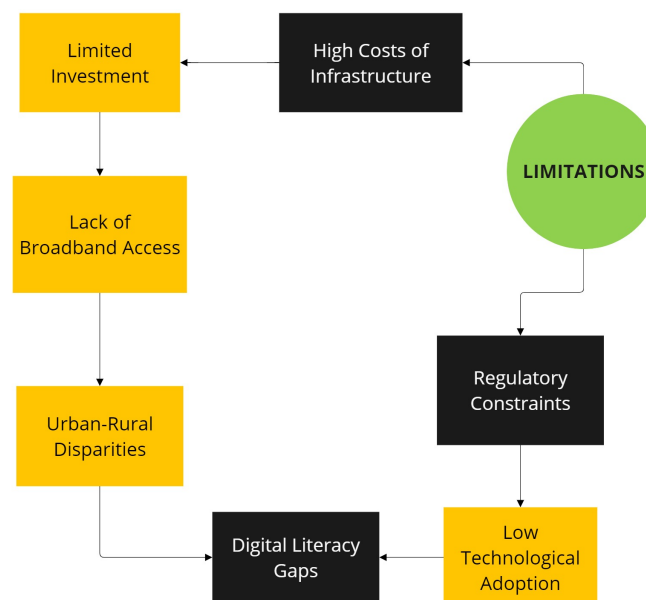 Limited
Investment
High Costs of
Infrastructure
LIMITATIONS
Lack of
Broadband Access
Regulatory
Constraints
Urban-Rural
Disparities
Digital Literacy
Gaps
Low
Technological
Adoption